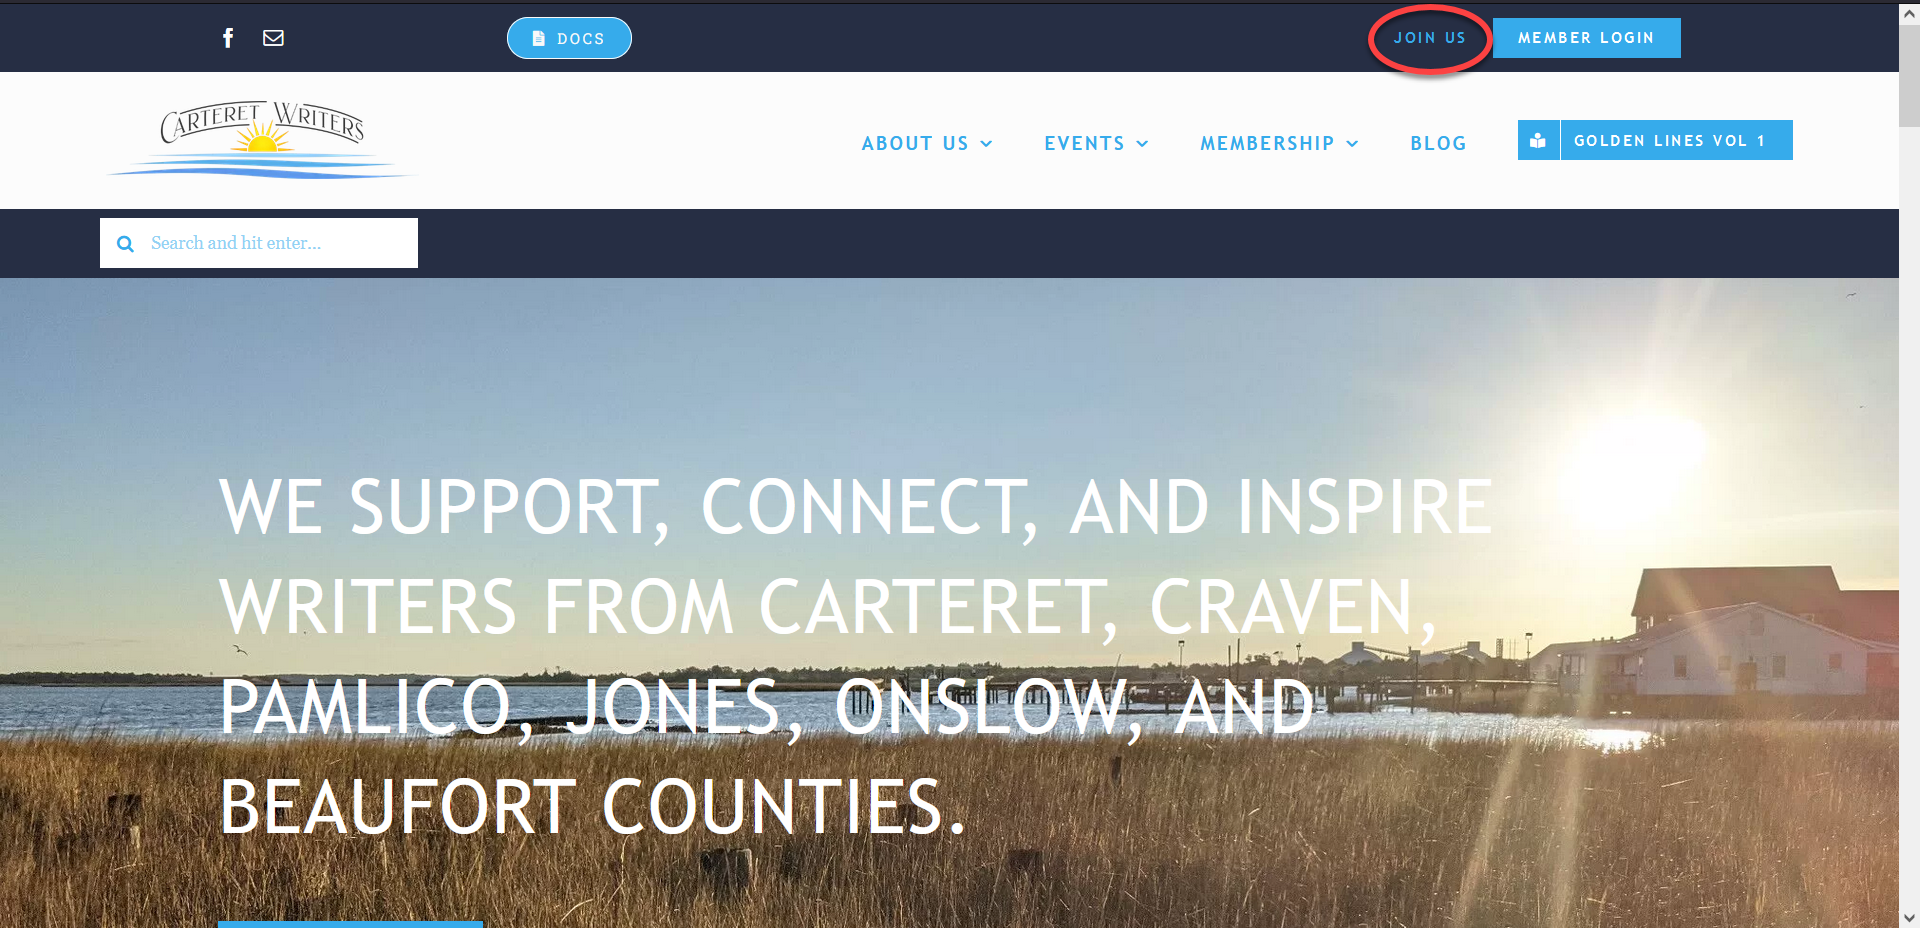 DOCS
JOIN US
MEMBER LOGIN
CARTERET WRITERS
ABOUT US
EVENTS
MEMBERSHIP
BLOG
GOLDEN LINES VOL 1
Search and hit enter...
WE SUPPORT, CONNECT, AND INSPIRE
WRITERS FROM CARTERET, CRAVEN,
PAMLICO, JONES, ONSLOW, AND
BEAUFORT COUNTIES.